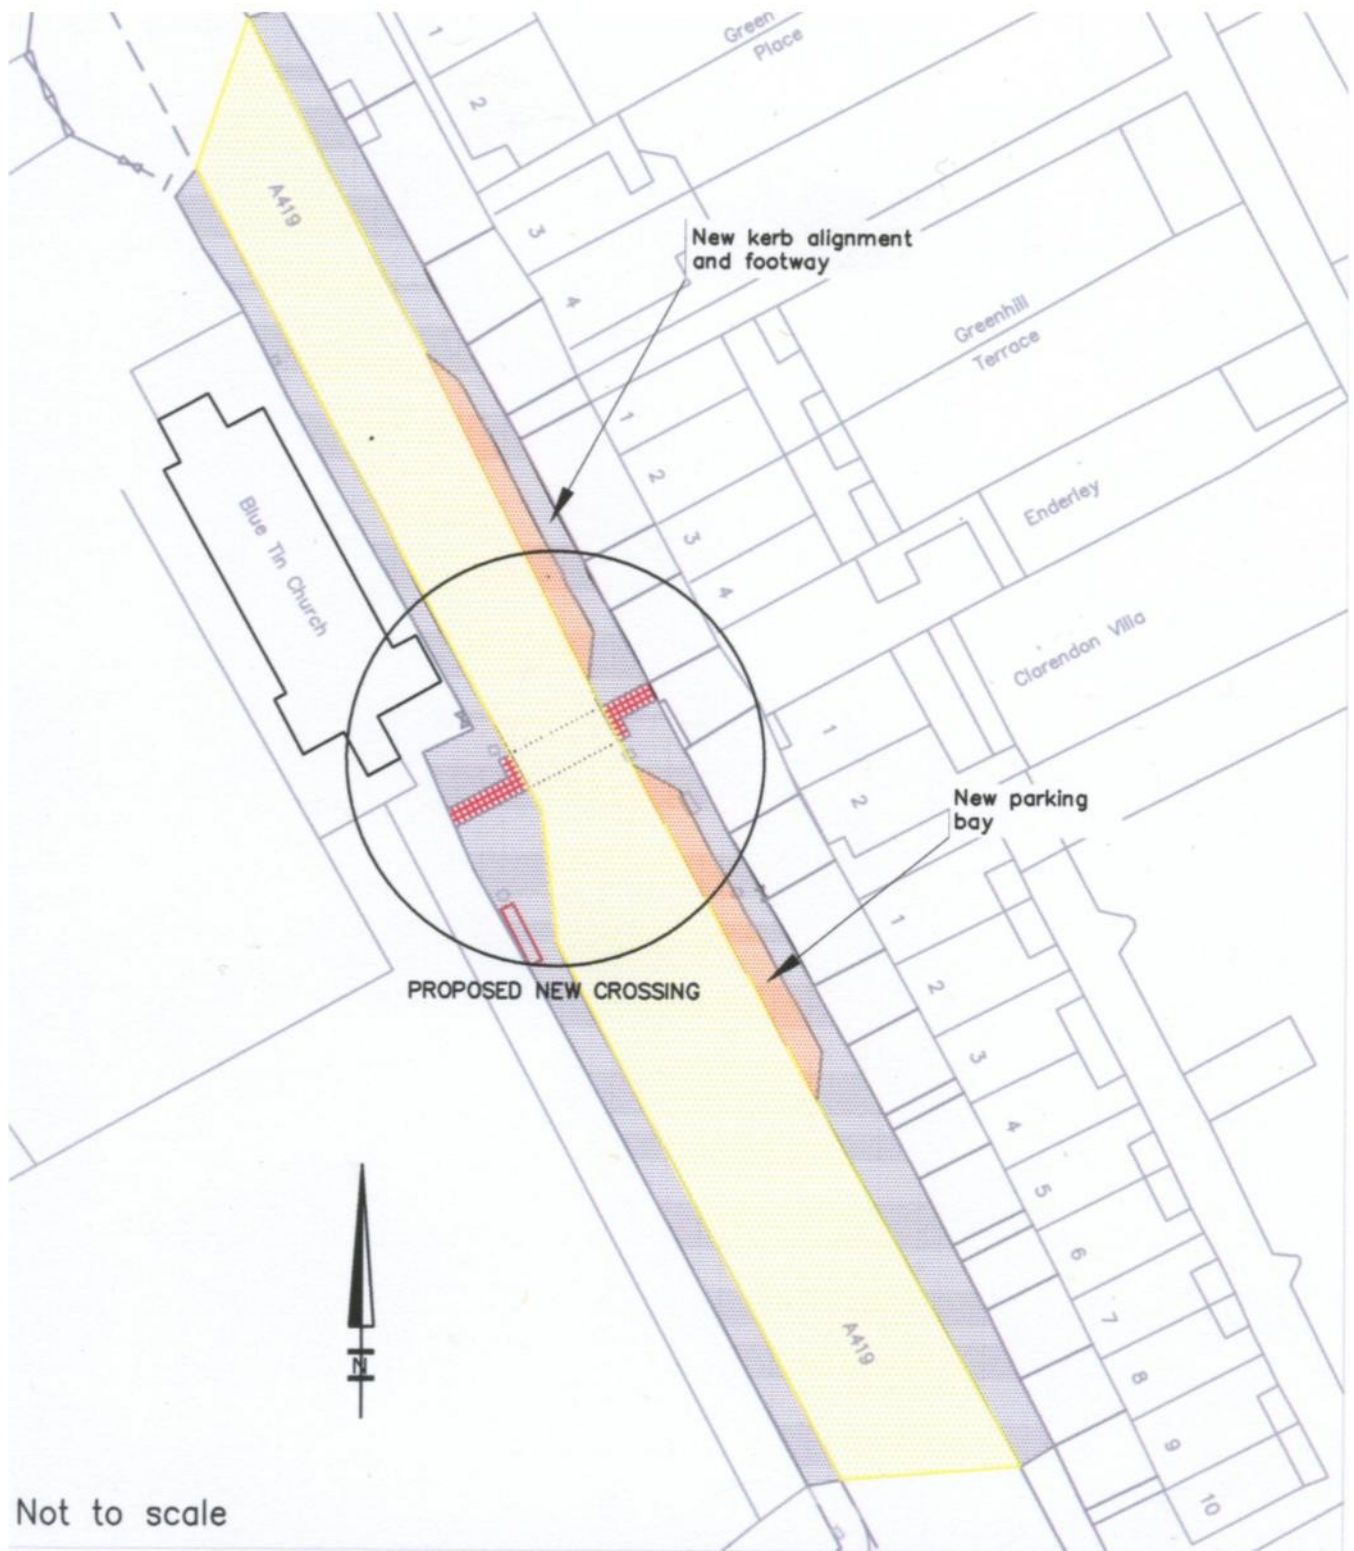 1
2
Green
Place
A419
3
4
New kerb alignment
and footway
Greenhill
Terrace
1
2
3
4
Enderley
Blue Tin Church
Clarendon Villa
1
2
New parking
bay
1
2
3
4
5
6
7
8
9
10
PROPOSED NEW CROSSING
A419
N
Not to scale